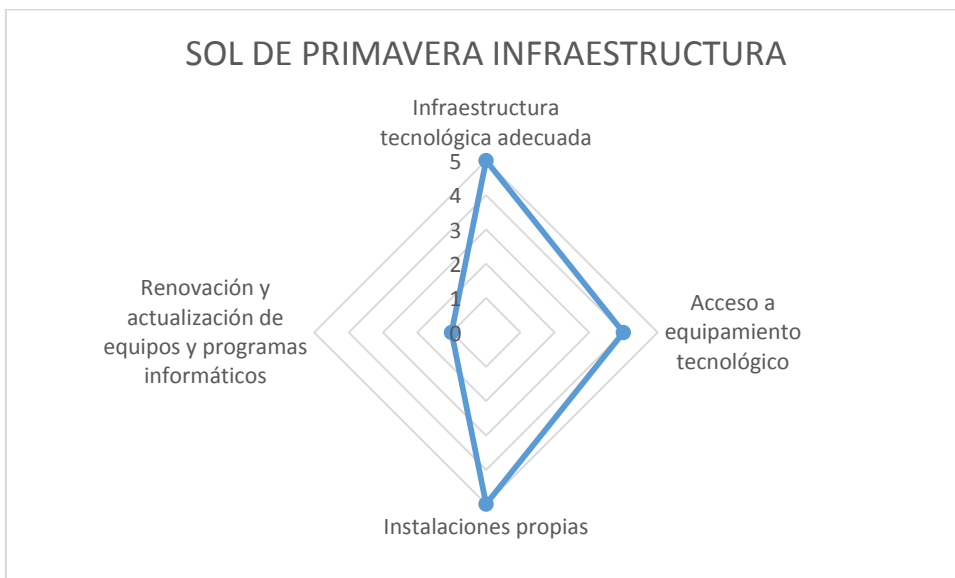 SOL DE PRIMAVERA INFRAESTRUCTURA
Infraestructura
tecnológica adecuada
5
4
3
2
1
0
Acceso a
equipamiento
tecnológico
Instalaciones propias
Renovación y
actualización de
equipos y programas
informáticos